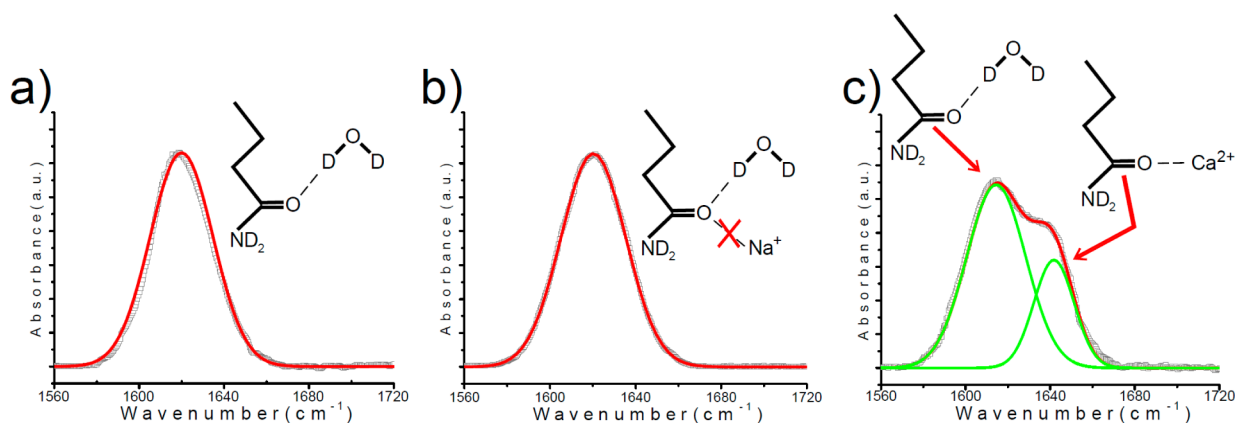 a)
D
O
D
O
ND2
Absorbance (a.u.)
1560 1600 1640 1680 1720
Wavenumber (cm-1)
b)
D
O
D
O
ND2
Na+
Absorbance (a.u.)
1560 1600 1640 1680 1720
Wavenumber (cm-1)
c)
D
O
D
O
ND2
O
Ca2+
ND2
Absorbance (a.u.)
1560 1600 1640 1680 1720
Wavenumber (cm-1)